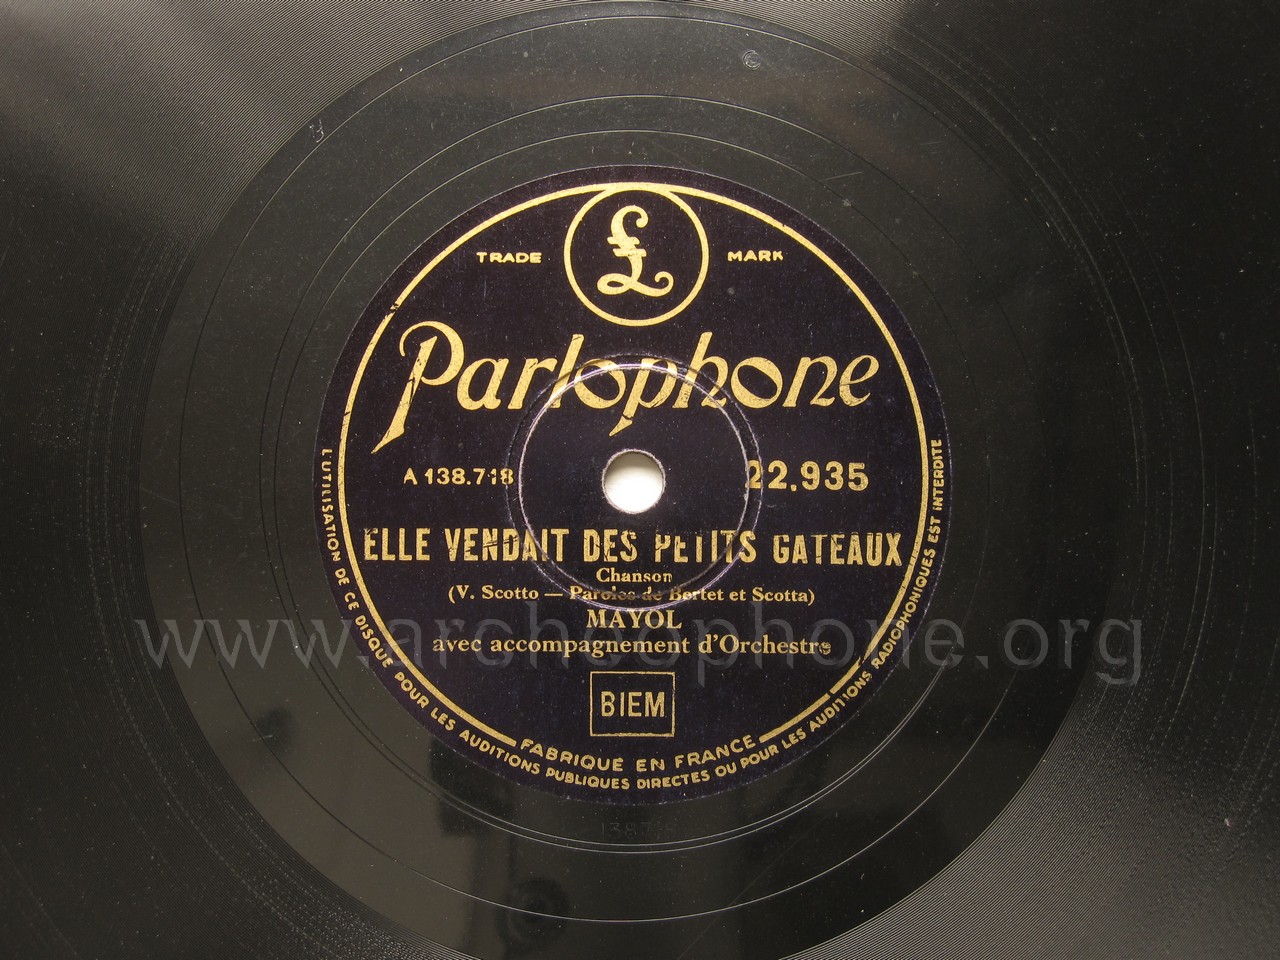 TRADE £ MARK
Parlophone
A 138.718 22.935
ELLE VENDAIT DES PETITS GATEAUX
Chanson
(V. Scotto — Paroles de Bertet et Scotta)
MAYOL
avec accompagnement d'Orchestre
www.archeophone.org
BIEM
FABRIQUÉ EN FRANCE
L'UTILISATION DE CE DISQUE POUR LES AUDITIONS PUBLIQUES DIRECTES OU POUR LES AUDITIONS RADIOPHONIQUES EST INTERDITE